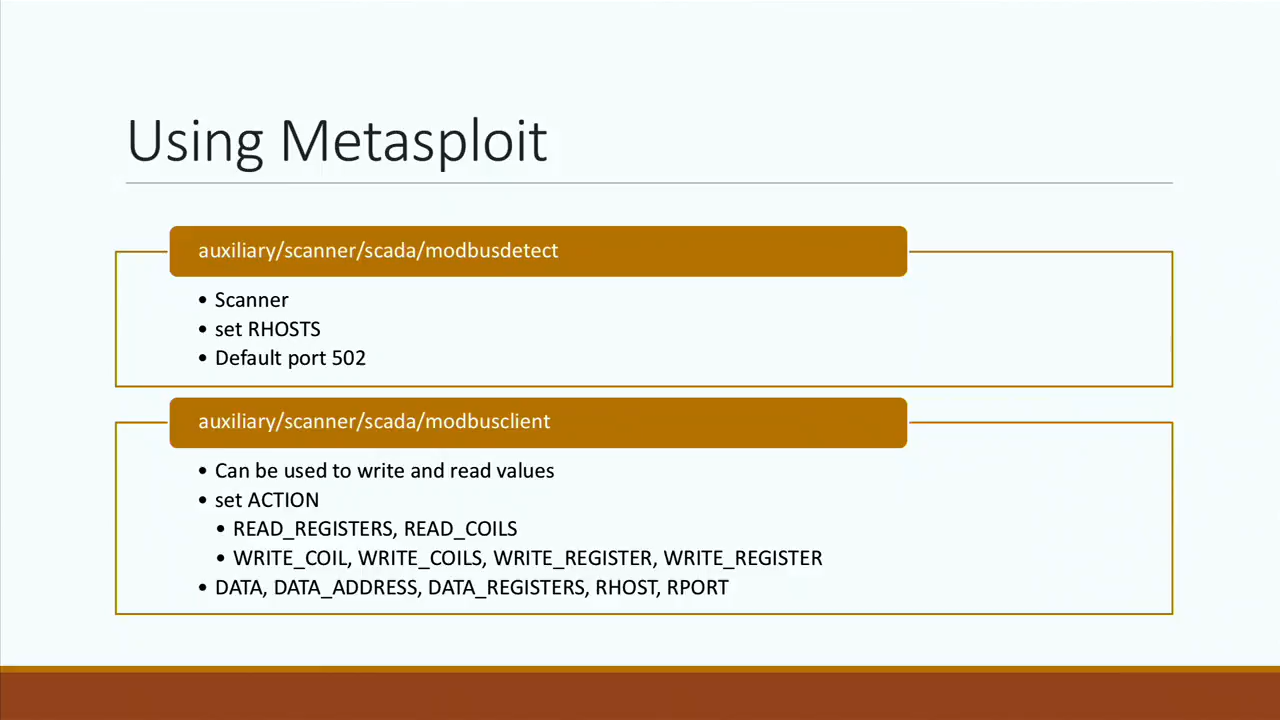 Using Metasploit
auxiliary/scanner/scada/modbusdetect
• Scanner
• set RHOSTS
• Default port 502
auxiliary/scanner/scada/modbusclient
• Can be used to write and read values
• set ACTION
• READ_REGISTERS, READ_COILS
• WRITE_COIL, WRITE_COILS, WRITE_REGISTER, WRITE_REGISTER
• DATA, DATA_ADDRESS, DATA_REGISTERS, RHOST, RPORT